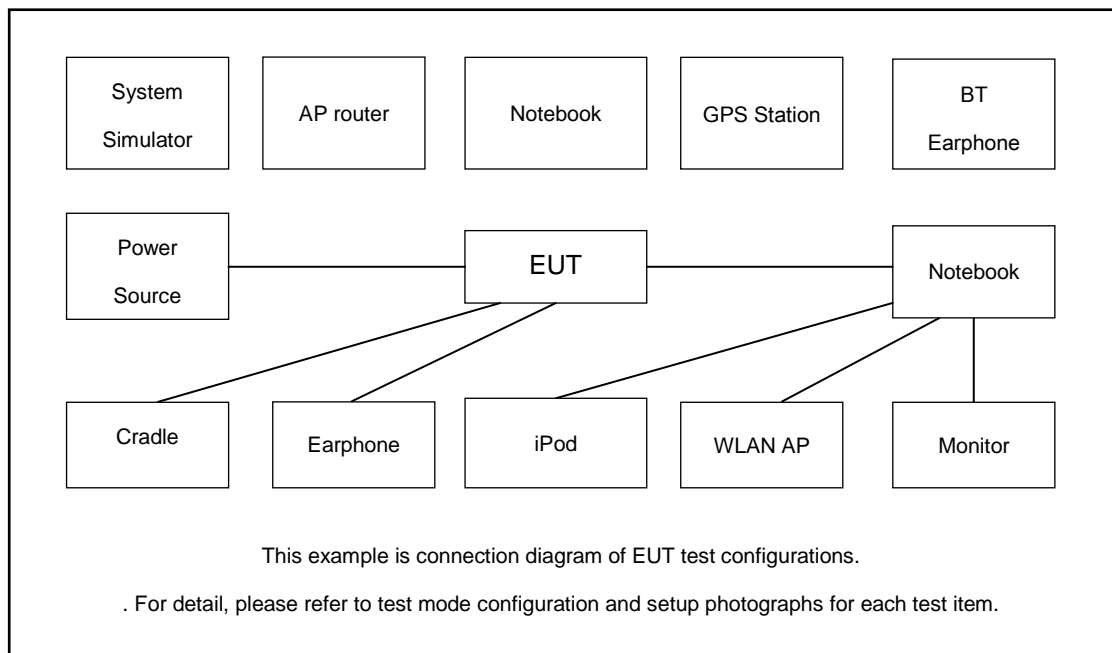 System
Simulator
AP router
Notebook
GPS Station
BT
Earphone
Power
Source
EUT
Notebook
Cradle
Earphone
iPod
WLAN AP
Monitor
This example is connection diagram of EUT test configurations.
. For detail, please refer to test mode configuration and setup photographs for each test item.